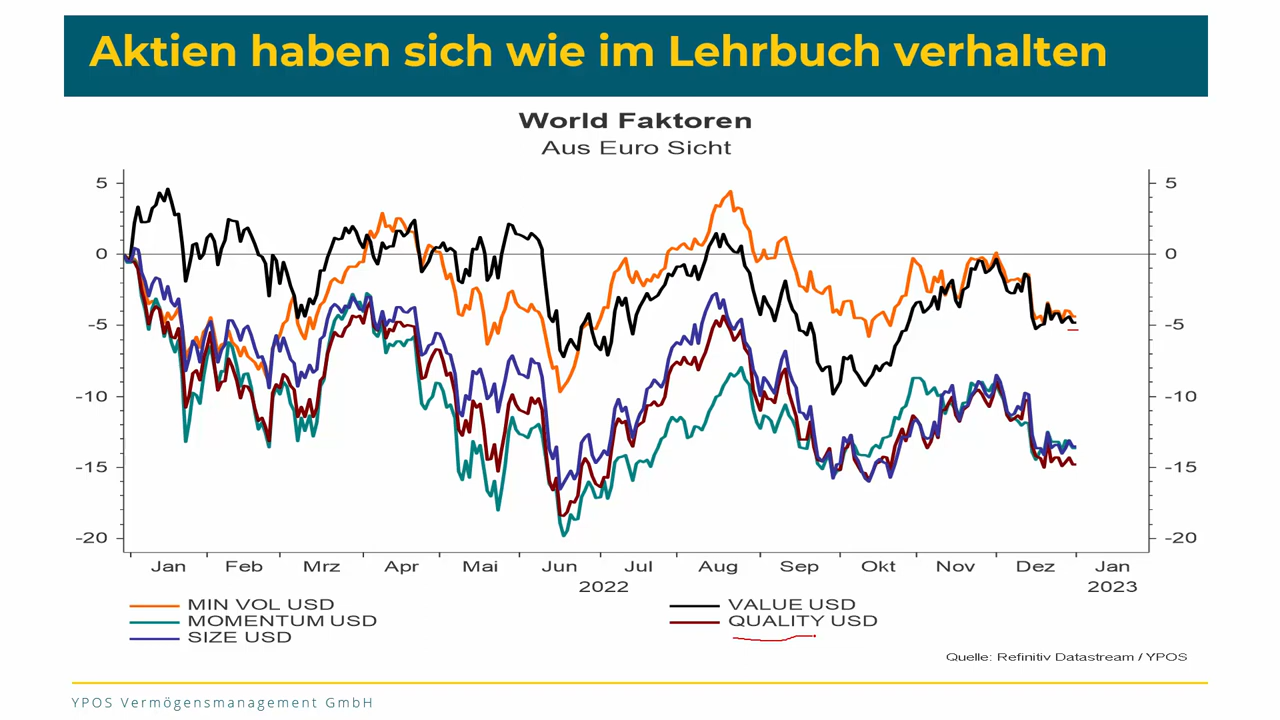 Aktien haben sich wie im Lehrbuch verhalten
World Faktoren
Aus Euro Sicht
5 5
0 0
-5 -5
-10 -10
-15 -15
-20 -20
Jan Feb Mrz Apr Mai Jun Jul Aug Sep Okt Nov Dez Jan
2022 2023
MIN VOL USD VALUE USD
MOMENTUM USD QUALITY USD
SIZE USD
Quelle: Refinitiv Datastream / YPOS
YPOS Vermögensmanagement GmbH